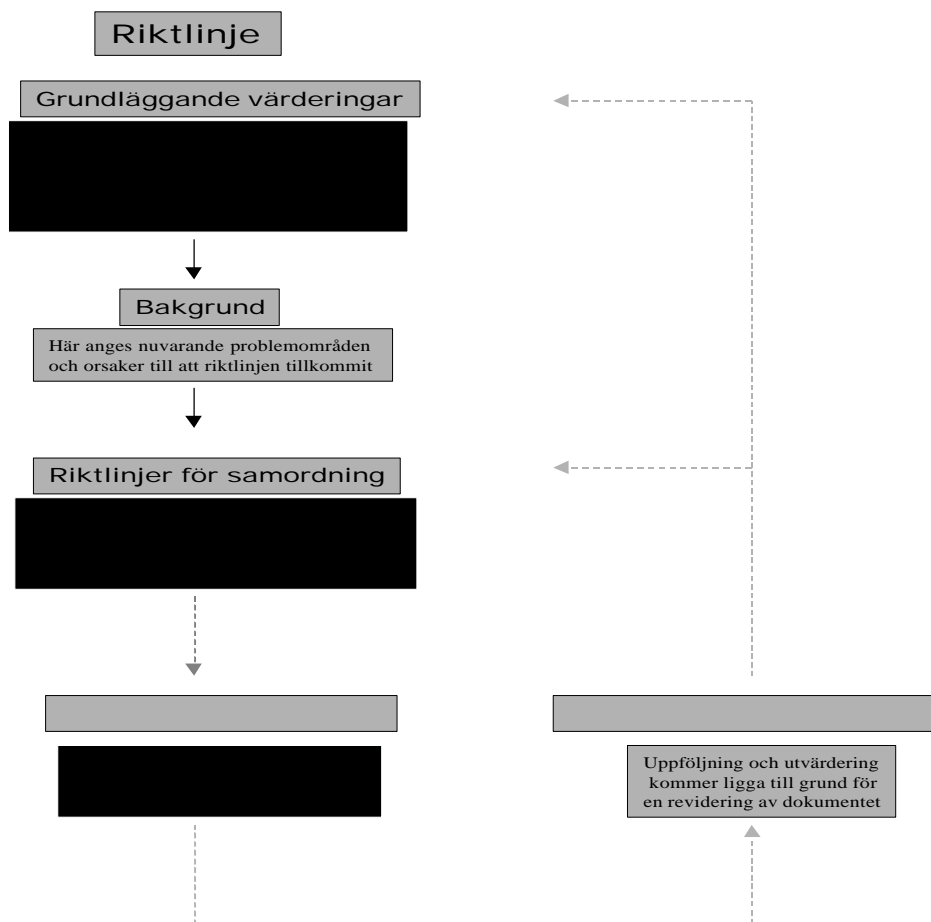 Riktlinje
Grundläggande värderingar
Bakgrund
Här anges nuvarande problemområden
och orsaker till att riktlinjen tillkommit
Riktlinjer för samordning
Uppföljning och utvärdering
kommer ligga till grund för
en revidering av dokumentet